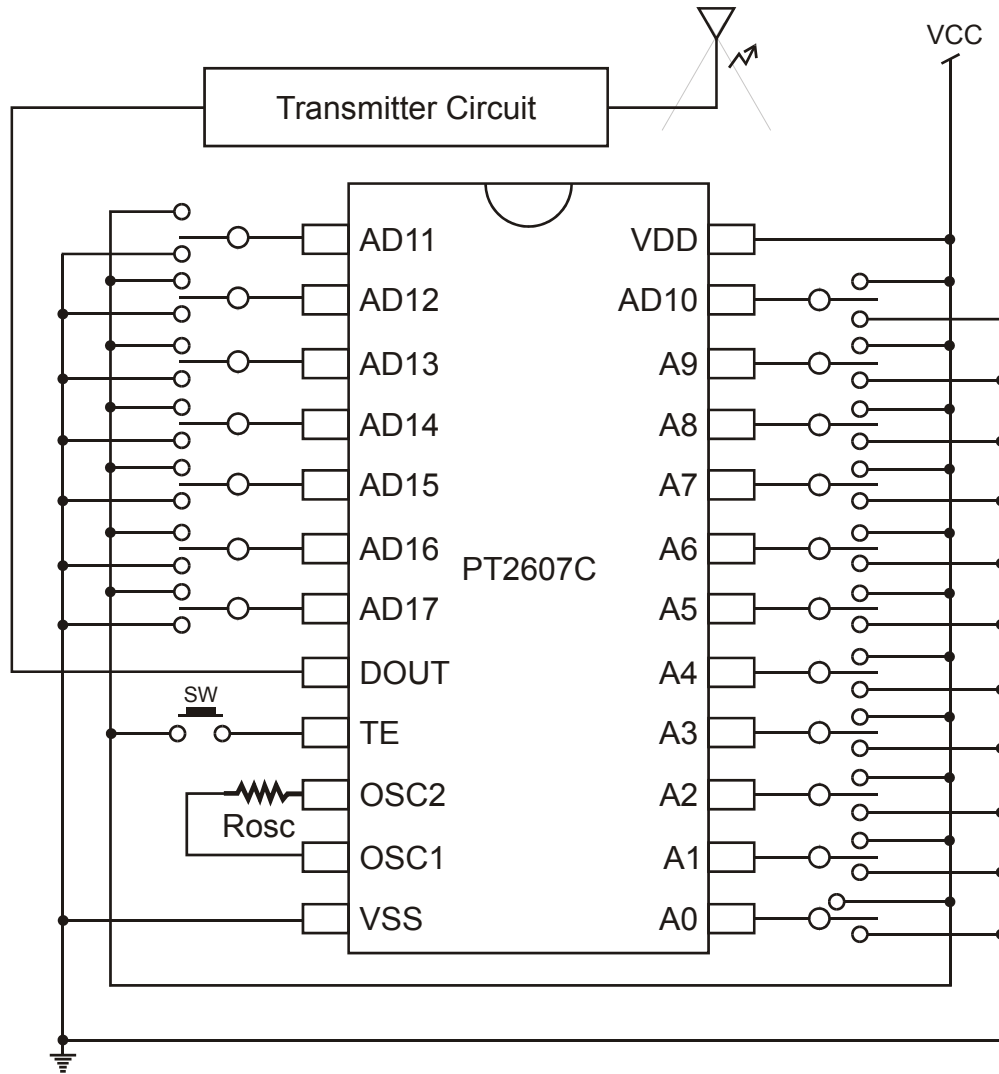 VCC
Transmitter Circuit
AD11
AD12
AD13
AD14
AD15
AD16
AD17
DOUT
SW
TE
OSC2
Rosc
OSC1
VSS
PT2607C
VDD
AD10
A9
A8
A7
A6
A5
A4
A3
A2
A1
A0